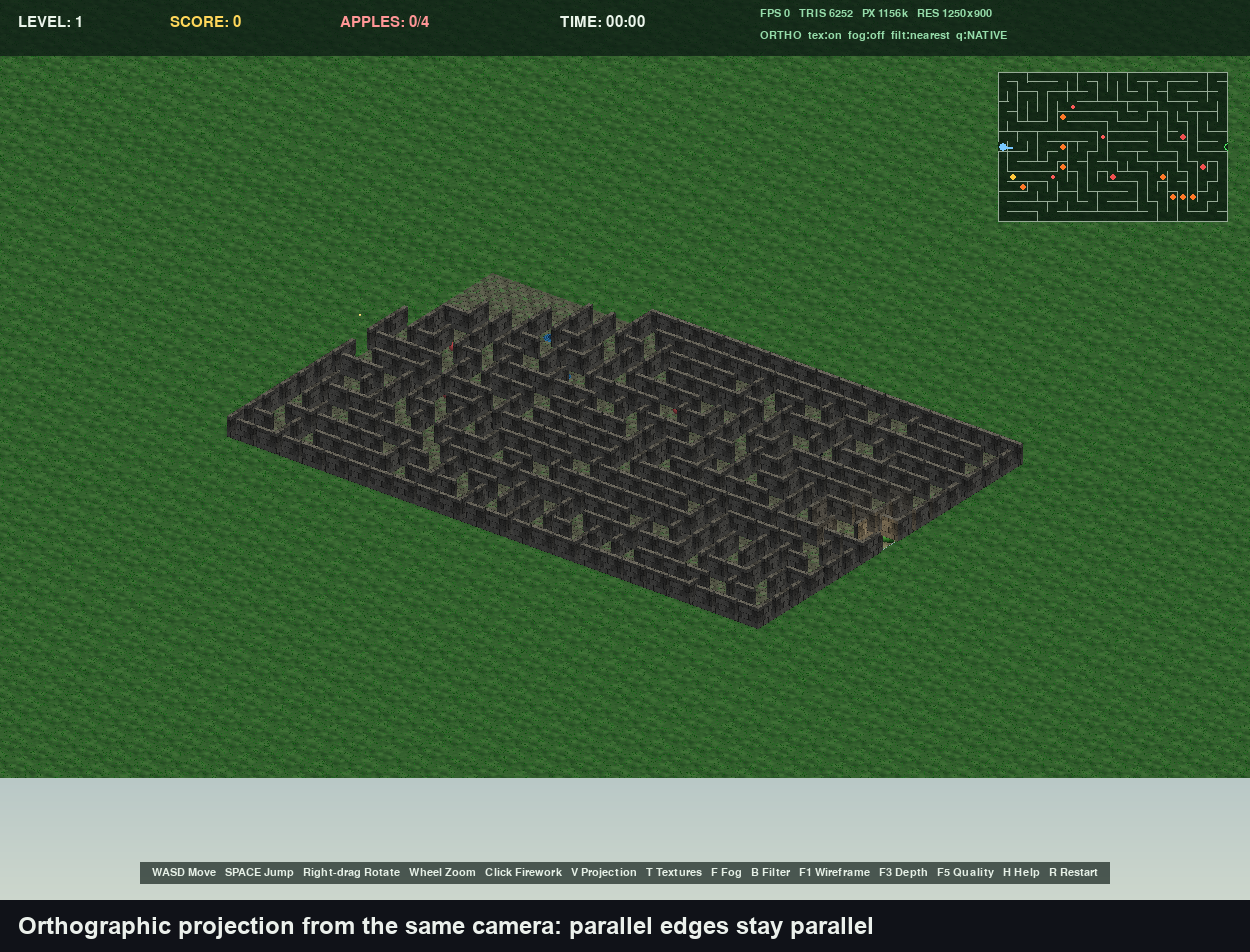 LEVEL: 1 SCORE: 0 APPLES: 0/4 TIME: 00:00 FPS 0 TRIS 6252 PX 1156k RES 1250x900
ORTHO tex:on fog:off filt:nearest q:NATIVE
WASD Move SPACE Jump Right-drag Rotate Wheel Zoom Click Firework V Projection T Textures F Fog B Filter F1 Wireframe F3 Depth F5 Quality H Help R Restart
Orthographic projection from the same camera: parallel edges stay parallel